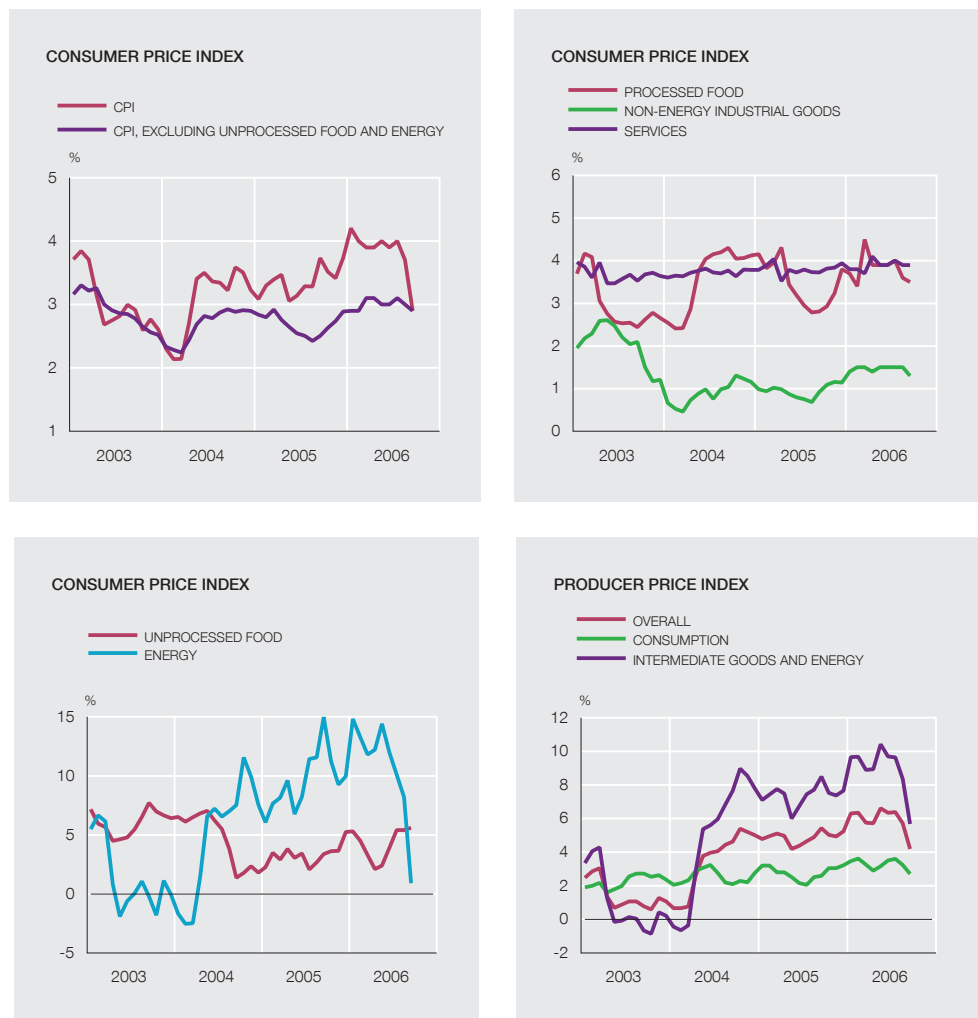 CONSUMER PRICE INDEX
CPI
CPI, EXCLUDING UNPROCESSED FOOD AND ENERGY
%
5
4
3
2
1
2003 2004 2005 2006
CONSUMER PRICE INDEX
PROCESSED FOOD
NON-ENERGY INDUSTRIAL GOODS
SERVICES
%
6
5
4
3
2
1
0
2003 2004 2005 2006
CONSUMER PRICE INDEX
UNPROCESSED FOOD
ENERGY
%
15
10
5
0
-5
2003 2004 2005 2006
PRODUCER PRICE INDEX
OVERALL
CONSUMPTION
INTERMEDIATE GOODS AND ENERGY
%
12
10
8
6
4
2
0
-2
2003 2004 2005 2006